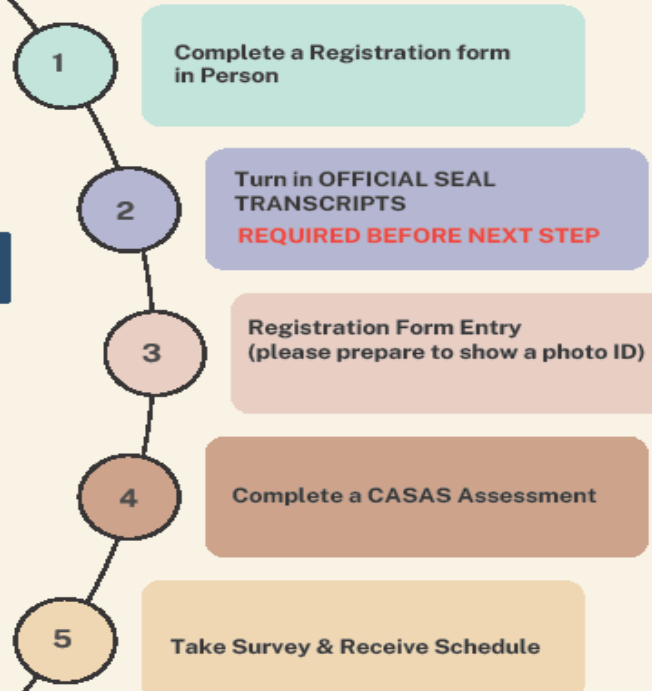 1
Complete a Registration form
in Person
2
Turn in OFFICIAL SEAL
TRANSCRIPTS
REQUIRED BEFORE NEXT STEP
3
Registration Form Entry
(please prepare to show a photo ID)
4
Complete a CASAS Assessment
5
Take Survey & Receive Schedule